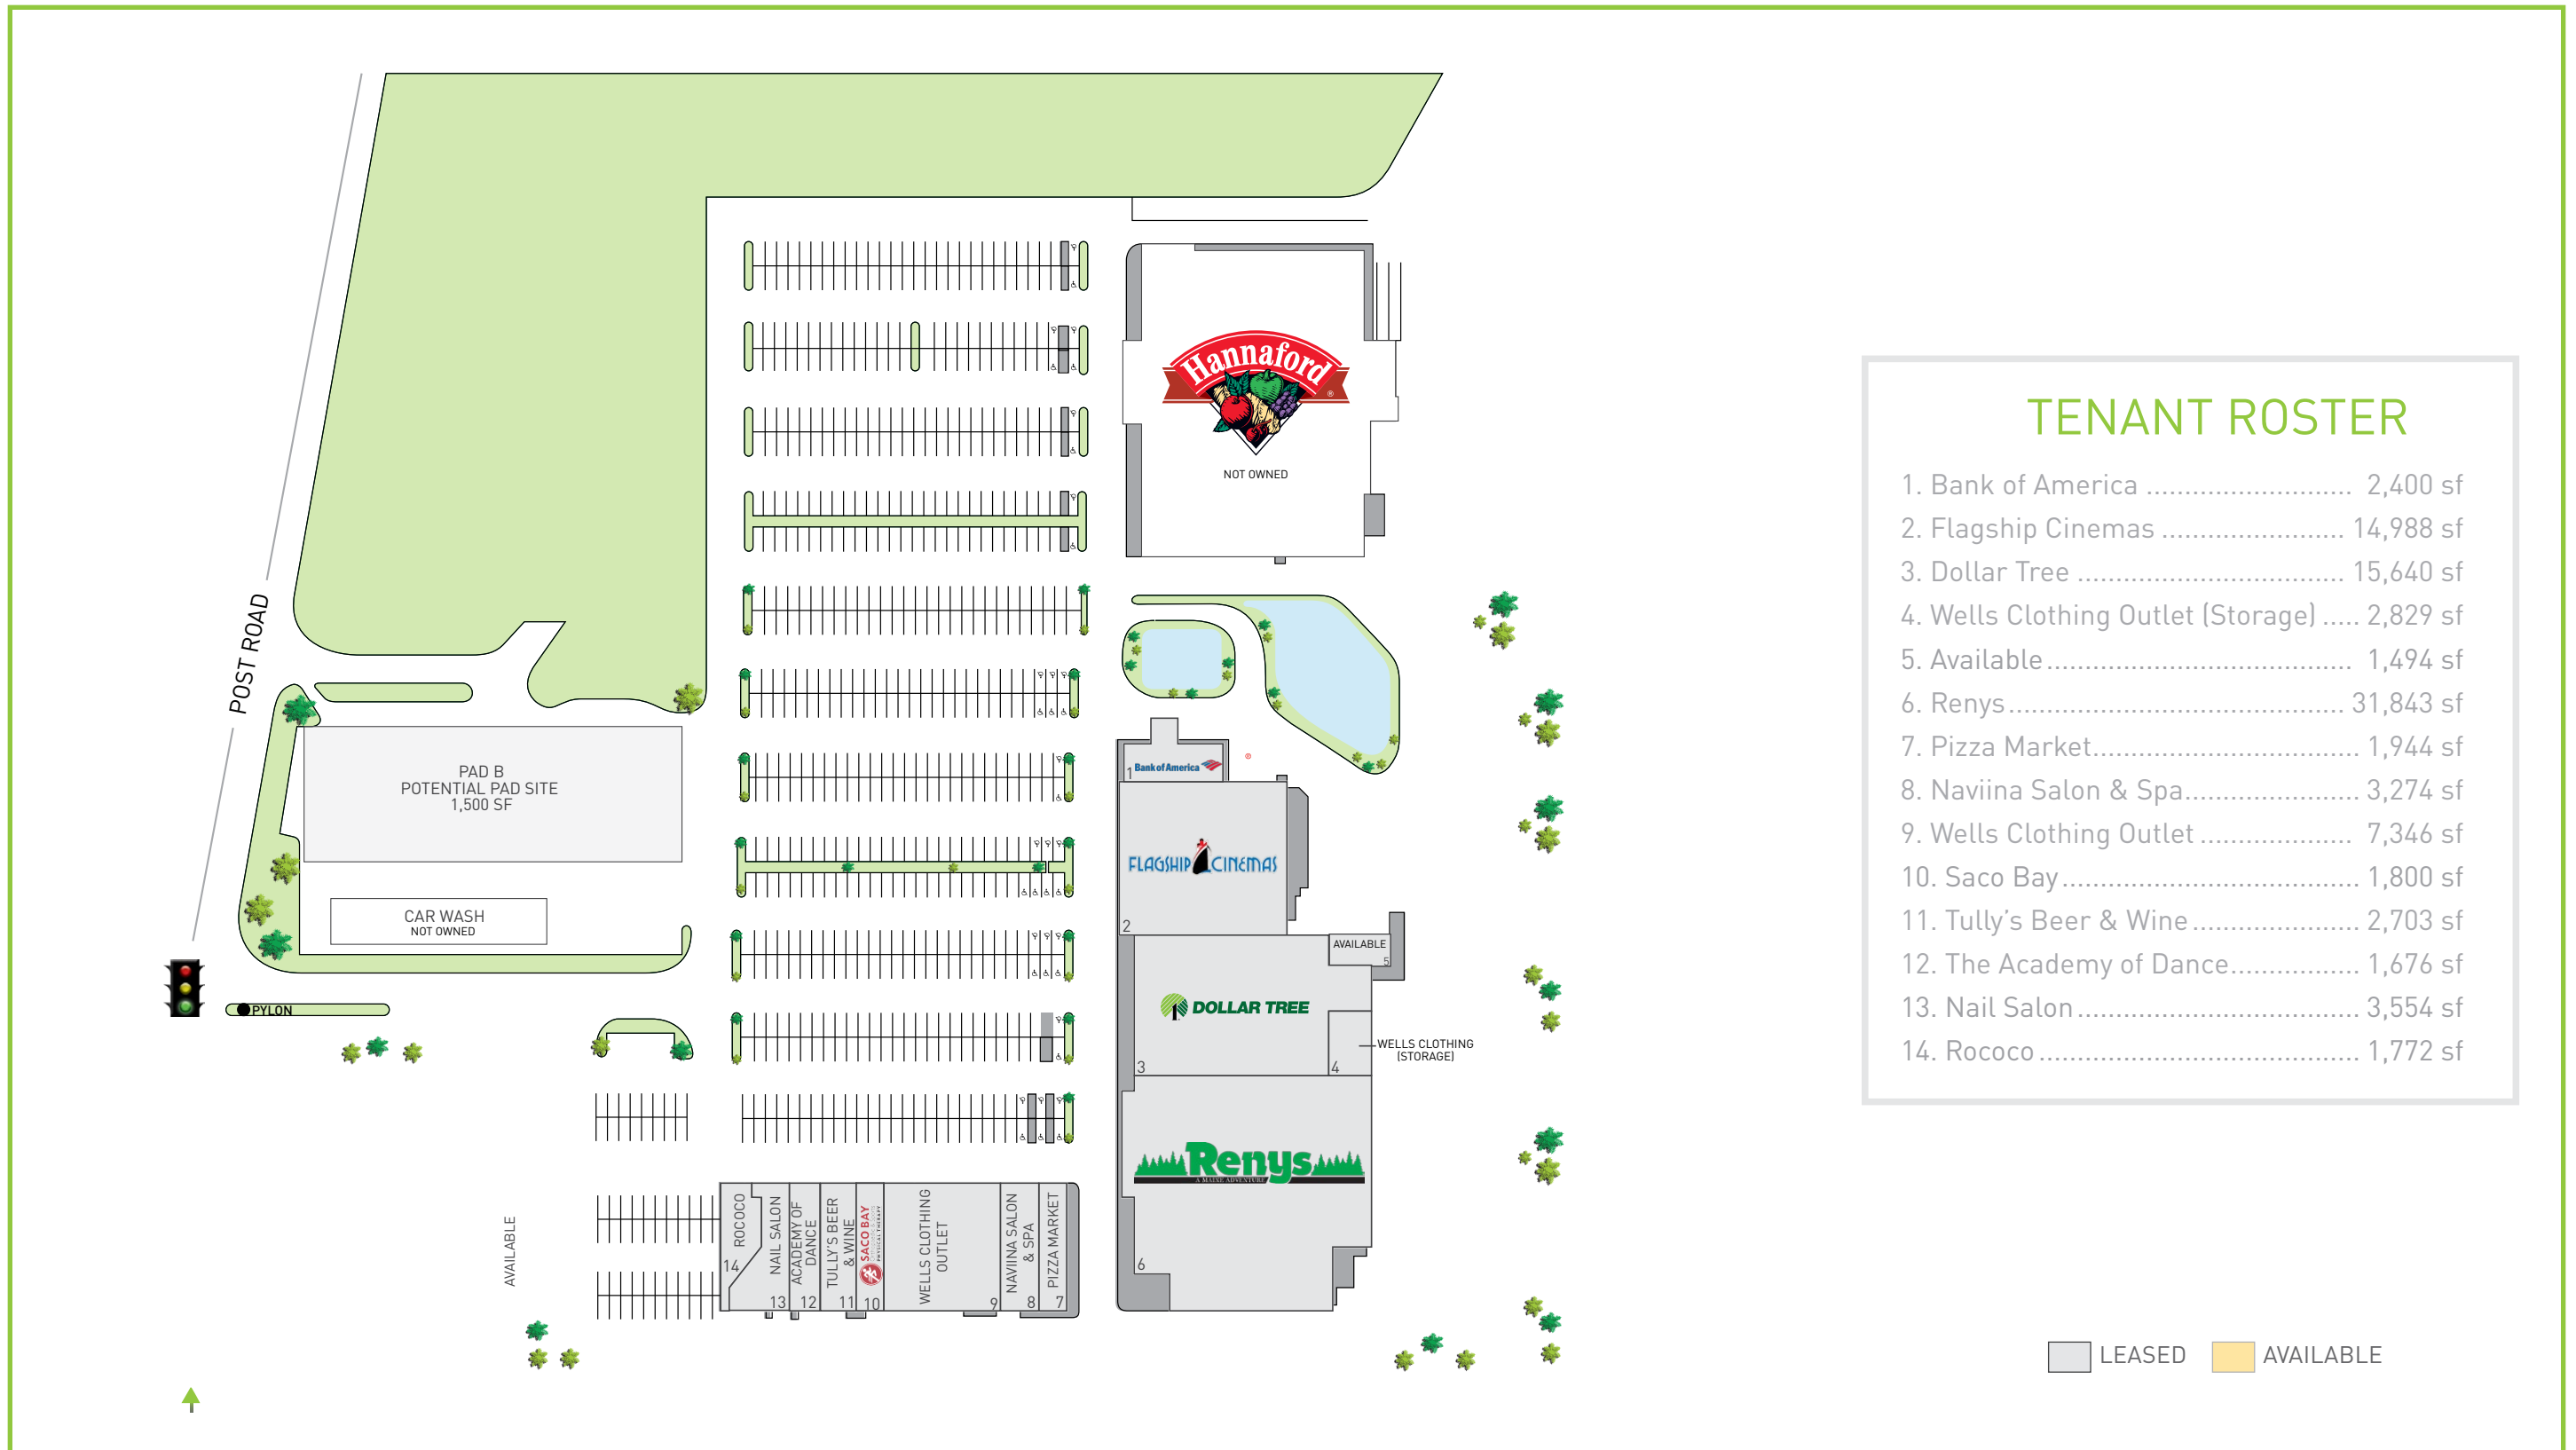 POST ROAD
Hannaford
®
NOT OWNED
PAD B
POTENTIAL PAD SITE
1,500 SF
CAR WASH
NOT OWNED
PYLON
1
Bank of America
®
FLAGSHIP CINEMAS
2
AVAILABLE
5
DOLLAR TREE
3
4
WELLS CLOTHING
(STORAGE)
Renys
A MAINE ADVENTURE
6
AVAILABLE
ROCOCO
14
NAIL SALON
13
ACADEMY OF
DANCE
12
TULLY'S BEER
& WINE
11
SACO BAY
PHYSICAL THERAPY
10
WELLS CLOTHING
OUTLET
9
NAVIINA SALON
& SPA
8
PIZZA MARKET
7
TENANT ROSTER
1. Bank of America ........................... 2,400 sf
2. Flagship Cinemas ........................ 14,988 sf
3. Dollar Tree ................................... 15,640 sf
4. Wells Clothing Outlet (Storage) ..... 2,829 sf
5. Available ........................................ 1,494 sf
6. Renys ............................................ 31,843 sf
7. Pizza Market................................... 1,944 sf
8. Naviina Salon & Spa....................... 3,274 sf
9. Wells Clothing Outlet .................... 7,346 sf
10. Saco Bay ....................................... 1,800 sf
11. Tully's Beer & Wine ...................... 2,703 sf
12. The Academy of Dance................. 1,676 sf
13. Nail Salon ..................................... 3,554 sf
14. Rococo .......................................... 1,772 sf
LEASED
AVAILABLE